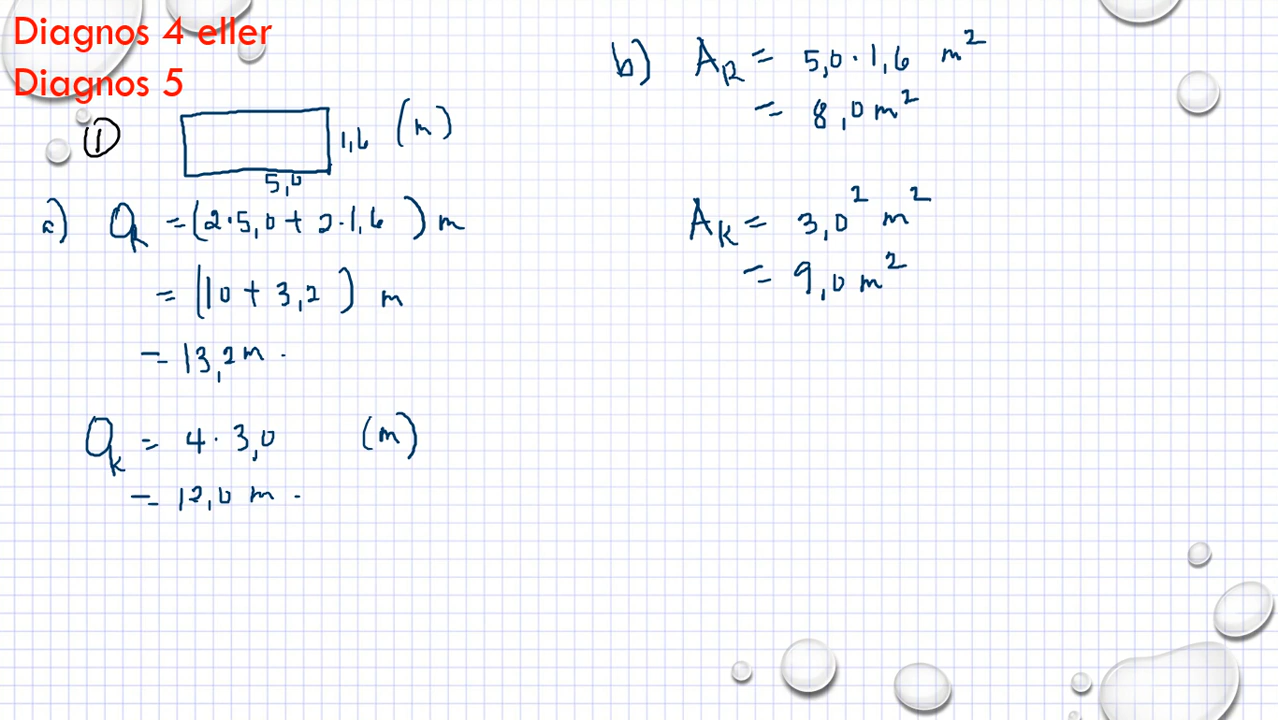 Diagnos 4 eller
Diagnos 5
①
1,6 (m)
5,0
a) O_R = (2·5,0 + 2·1,6) m
= (10 + 3,2) m
= 13,2 m.
O_K = 4·3,0 (m)
= 12,0 m.
b) A_R = 5,0·1,6 m²
= 8,0 m²
A_K = 3,0² m²
= 9,0 m²